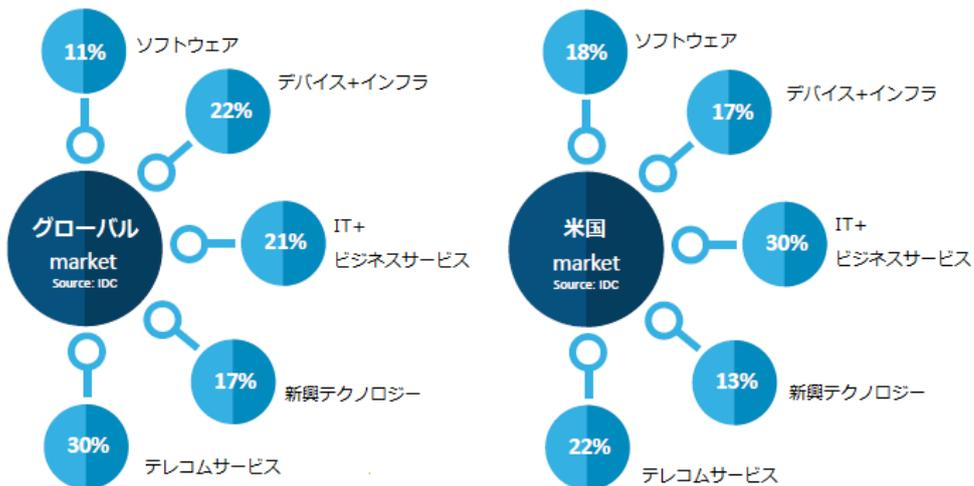 11%
ソフトウェア
22%
デバイス+インフラ
グローバル
market
Source: IDC
21%
IT+
ビジネスサービス
17%
新興テクノロジー
30%
テレコムサービス
18%
ソフトウェア
17%
デバイス+インフラ
米国
market
Source: IDC
30%
IT+
ビジネスサービス
13%
新興テクノロジー
22%
テレコムサービス